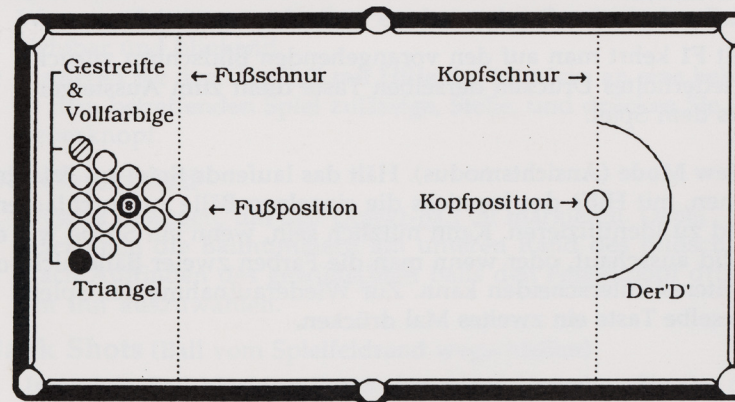 Gestreifte
&
Vollfarbige
← Fußschnur
Kopfschnur →
8
← Fußposition
Kopfposition →
Triangel
Der'D'